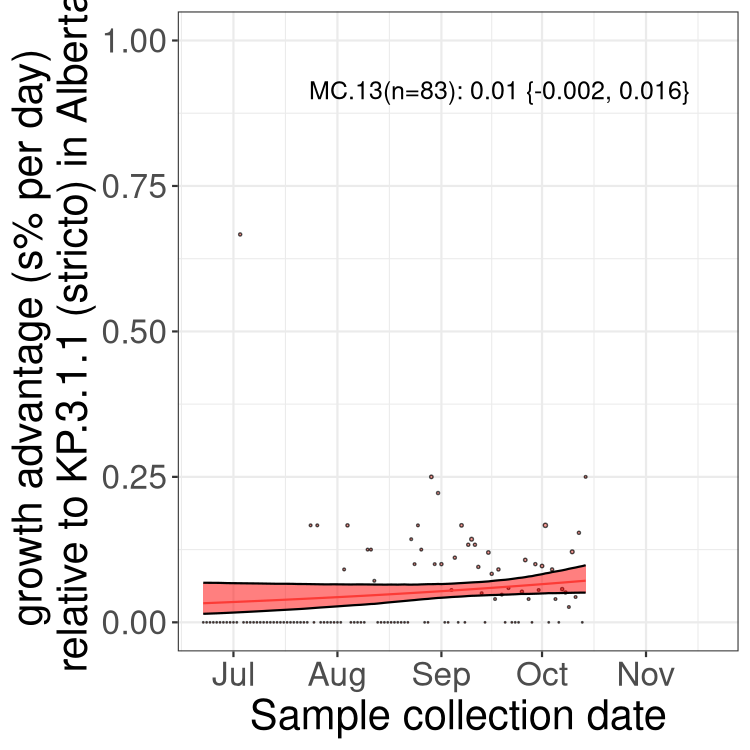 growth advantage (s% per day)
relative to KP.3.1.1 (stricto) in Alberta
1.00
0.75
0.50
0.25
0.00
MC.13(n=83): 0.01 {-0.002, 0.016}
Jul Aug Sep Oct Nov
Sample collection date